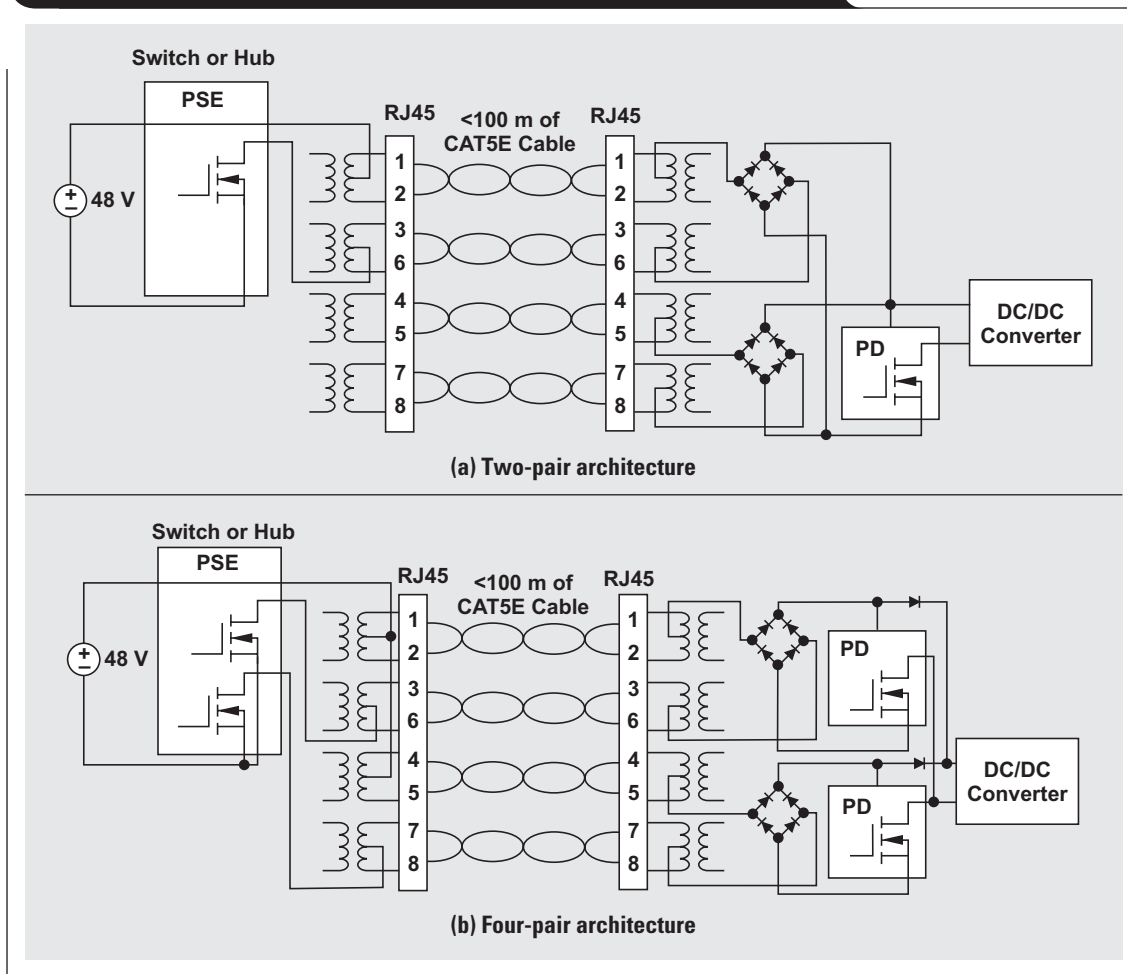 Switch or Hub
PSE
RJ45
<100 m of
CAT5E Cable
RJ45
48 V
1
2
3
6
4
5
7
8
1
2
3
6
4
5
7
8
PD
DC/DC
Converter
(a) Two-pair architecture
Switch or Hub
PSE
RJ45
<100 m of
CAT5E Cable
RJ45
48 V
1
2
3
6
4
5
7
8
1
2
3
6
4
5
7
8
PD
PD
DC/DC
Converter
(b) Four-pair architecture